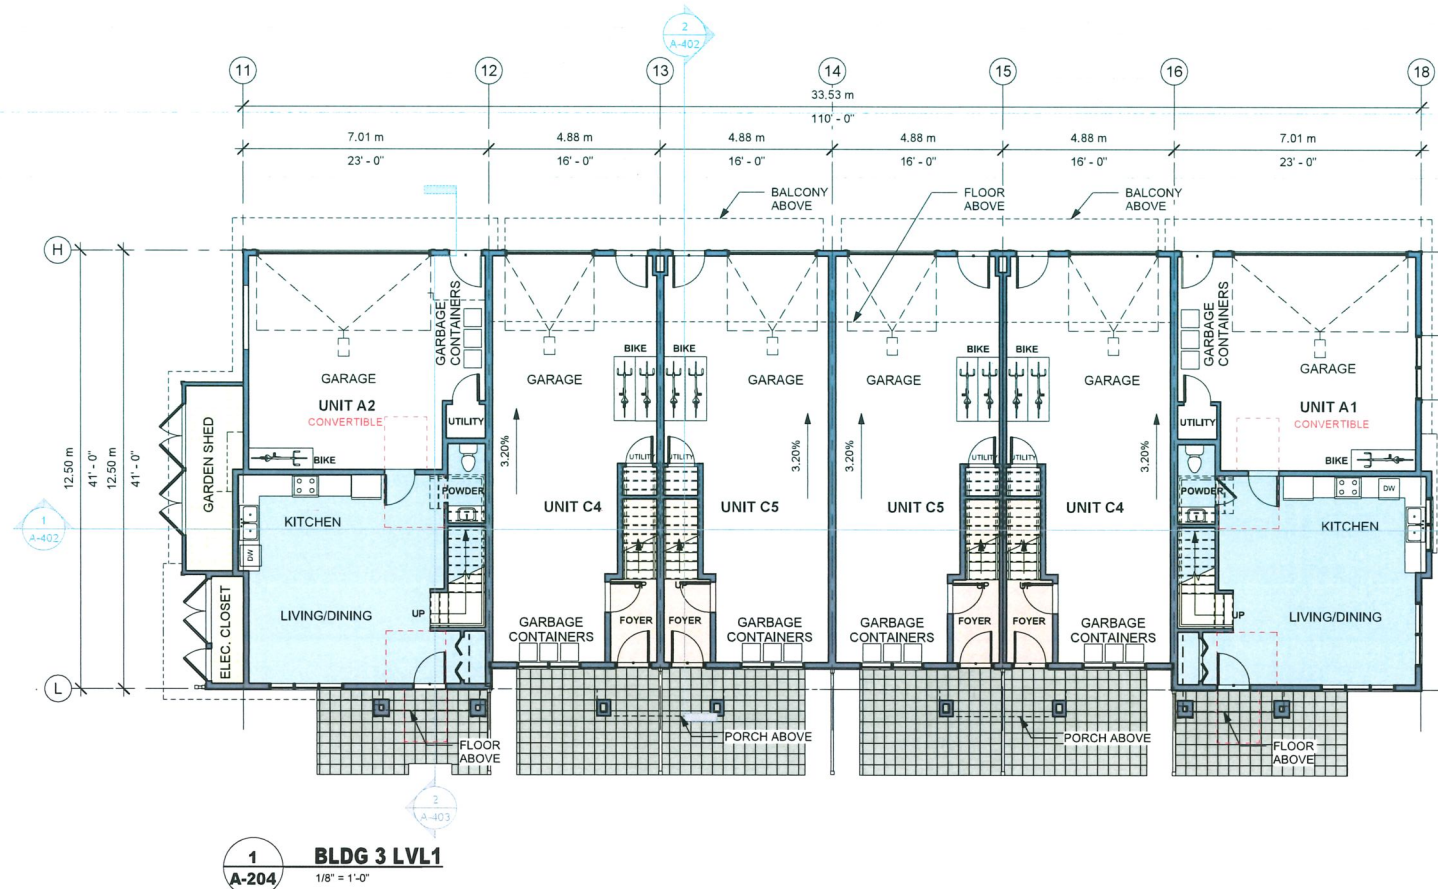 2
A-402
11
12
13
14
15
16
18
33.53 m
110' - 0"
7.01 m
4.88 m
4.88 m
4.88 m
4.88 m
7.01 m
23' - 0"
16' - 0"
16' - 0"
16' - 0"
16' - 0"
23' - 0"
BALCONY
ABOVE
FLOOR
ABOVE
BALCONY
ABOVE
H
GARBAGE
CONTAINERS
GARBAGE
CONTAINERS
BIKE
BIKE
BIKE
BIKE
GARAGE
GARAGE
GARAGE
GARAGE
GARAGE
GARAGE
UNIT A2
CONVERTIBLE
UNIT A1
CONVERTIBLE
UTILITY
UTILITY
12.50 m
41' - 0"
12.50 m
41' - 0"
GARDEN SHED
BIKE
3.20%
UTILITY
UTILITY
3.20%
3.20%
UTILITY
UTILITY
3.20%
BIKE
POWDER
POWDER
DW
UNIT C4
UNIT C5
UNIT C5
UNIT C4
1
A-402
KITCHEN
KITCHEN
DW
ELEC. CLOSET
LIVING/DINING
UP
UP
UP
UP
UP
UP
LIVING/DINING
GARBAGE
CONTAINERS
FOYER
FOYER
GARBAGE
CONTAINERS
GARBAGE
CONTAINERS
FOYER
FOYER
GARBAGE
CONTAINERS
L
FLOOR
ABOVE
PORCH ABOVE
PORCH ABOVE
FLOOR
ABOVE
2
A-403
1
A-204
BLDG 3 LVL1
1/8" = 1'-0"